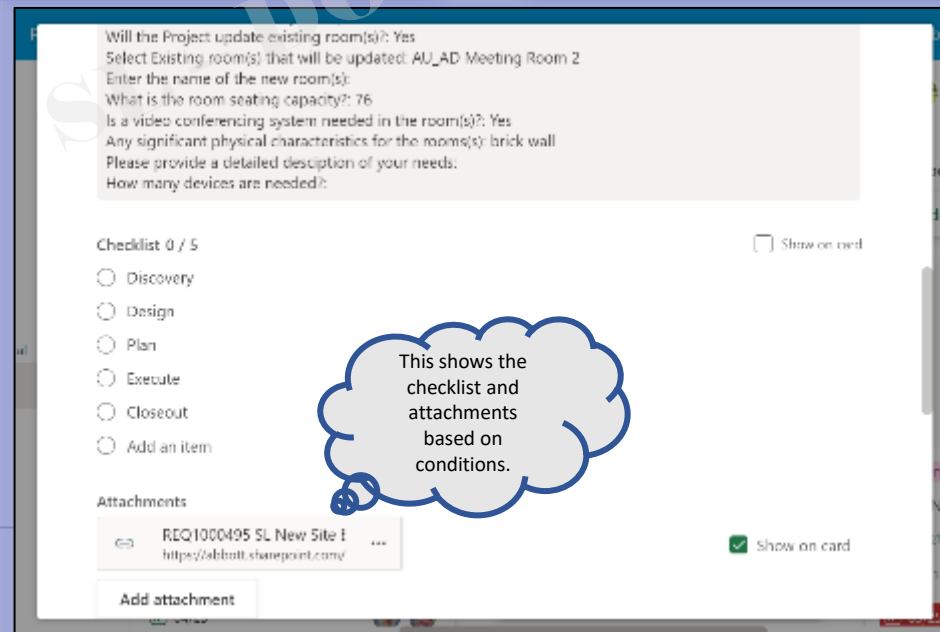 Will the Project update existing room(s)?: Yes
Select Existing room(s) that will be updated: AU_AD Meeting Room 2
Enter the name of the new room(s):
What is the room seating capacity?: 76
Is a video conferencing system needed in the room(s)?: Yes
Any significant physical characteristics for the rooms(s): brick wall
Please provide a detailed desciption of your needs:
How many devices are needed?:
Checklist 0 / 5
Show on card
Discovery
Design
Plan
Execute
Closeout
Add an item
This shows the
checklist and
attachments
based on
conditions.
Attachments
REQ1000495 SL New Site E
https://abbott.sharepoint.com/
...
Show on card
Add attachment